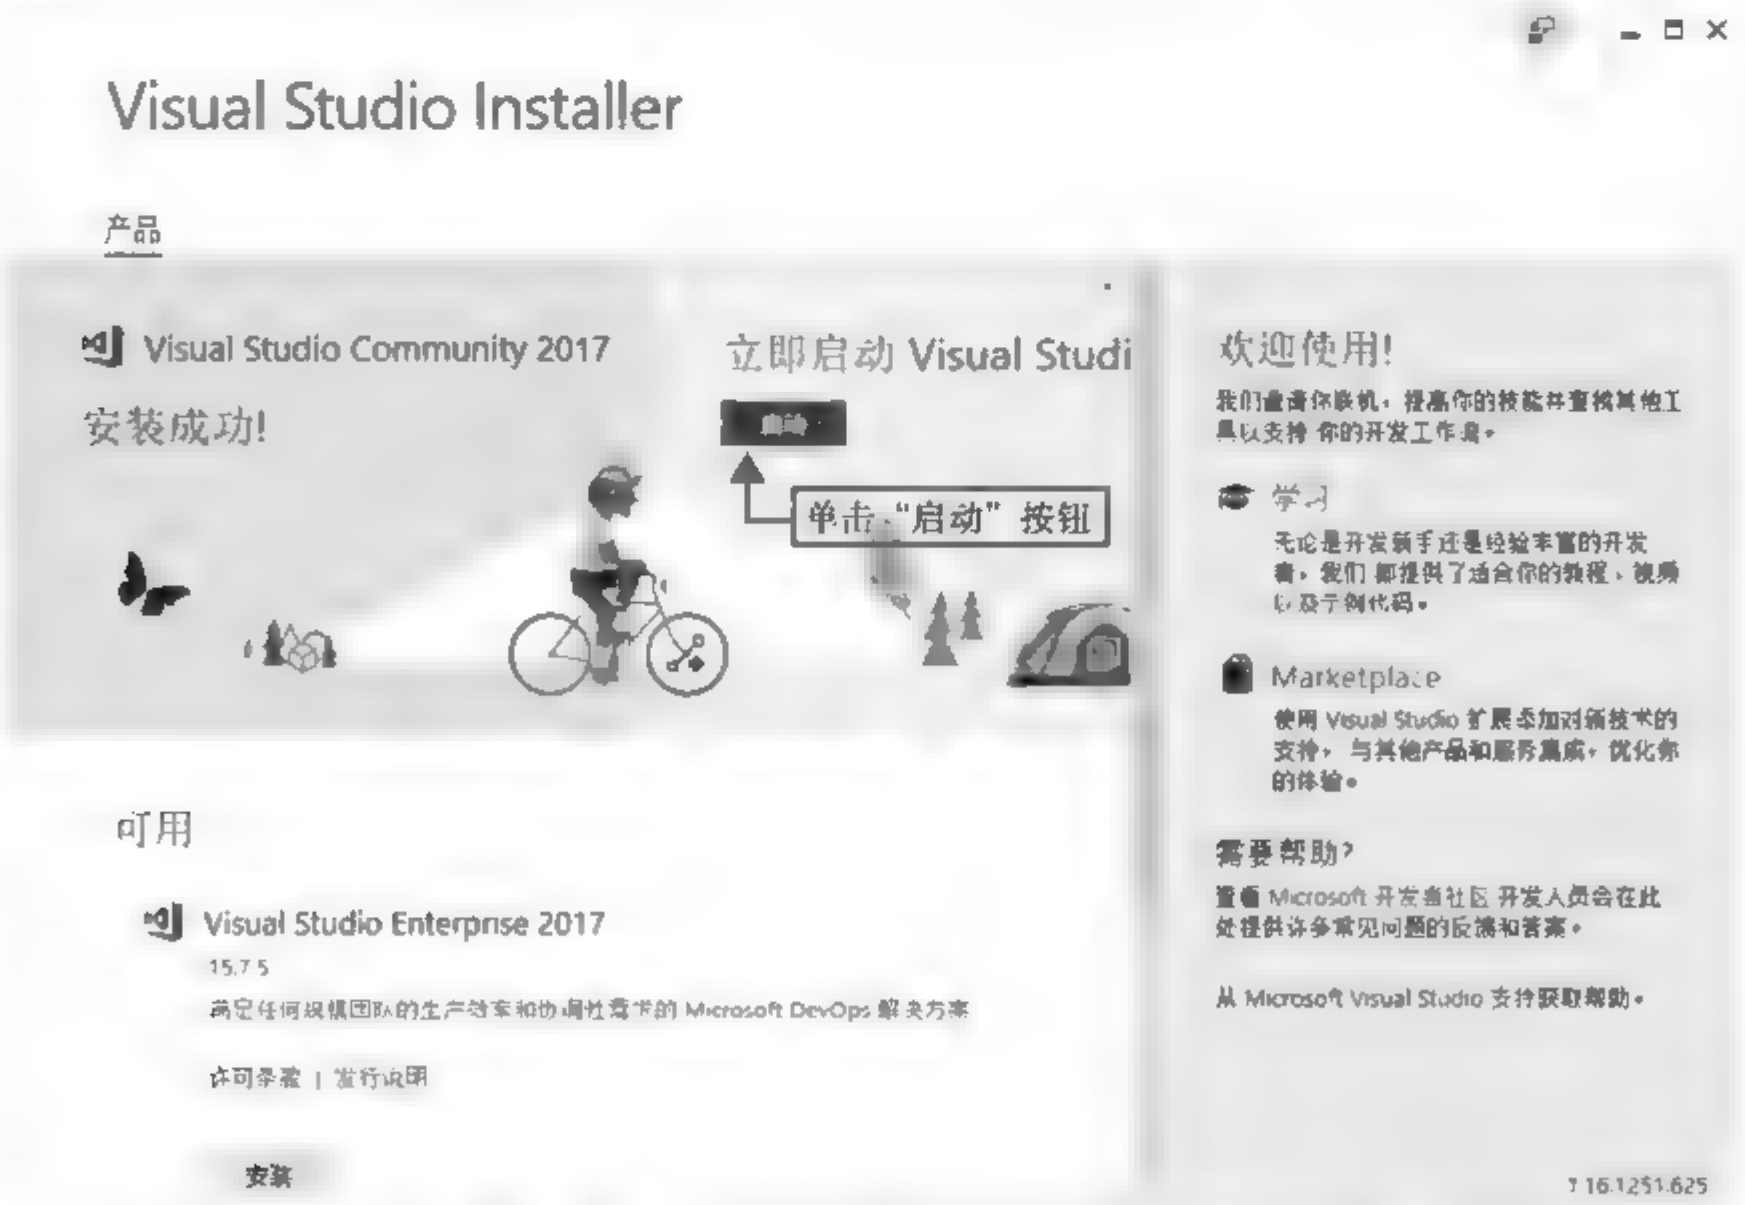 Visual Studio Installer
产品
Visual Studio Community 2017
安装成功!
立即启动 Visual Studi
启动
单击“启动”按钮
欢迎使用!
我们邀请你联机，提高你的技能并查找其他工
具以支持 你的开发工作流。
学习
无论是开发新手还是经验丰富的开发
者，我们 都提供了适合你的教程、视频
以及示例代码。
Marketplace
使用 Visual Studio 扩展添加对新技术的
支持，与其他产品和服务集成，优化你
的体验。
需要帮助?
查看 Microsoft 开发者社区 开发人员会在此
处提供许多常见问题的反馈和答案。
从 Microsoft Visual Studio 支持获取帮助。
可用
Visual Studio Enterprise 2017
15.7.5
满足任何规模团队的生产效率和协调性需求的 Microsoft DevOps 解决方案
许可条款 | 发行说明
安装
1.16.1251.625